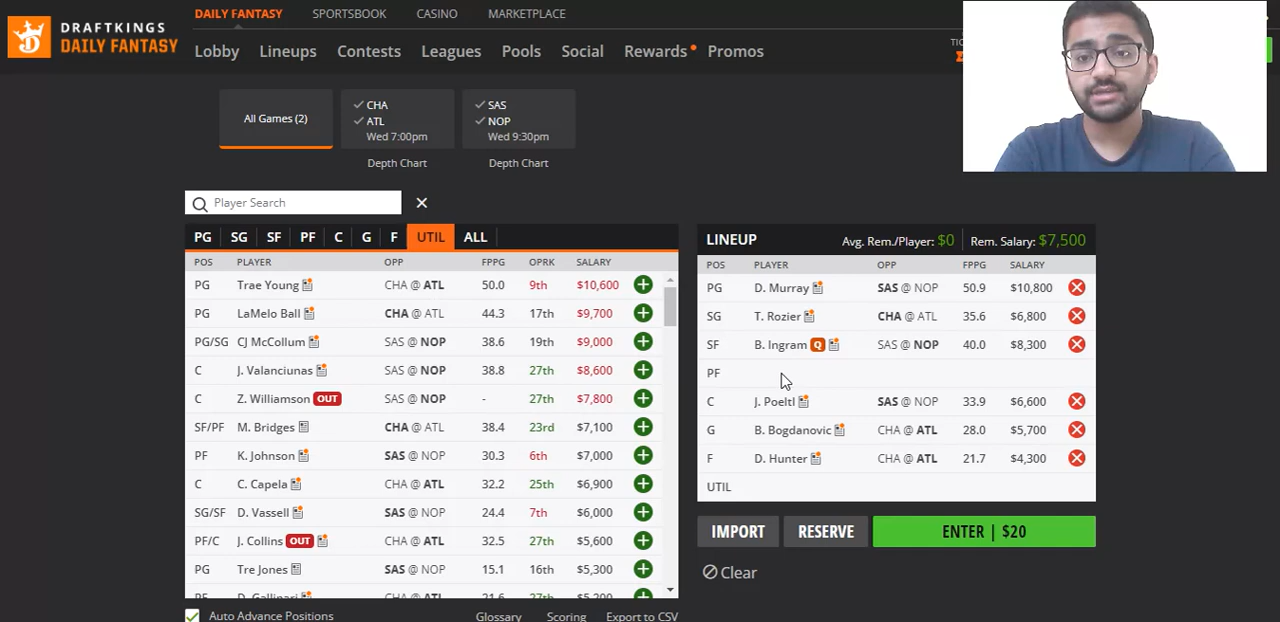 DRAFTKINGS
DAILY FANTASY
DAILY FANTASY SPORTSBOOK CASINO MARKETPLACE
Lobby Lineups Contests Leagues Pools Social Rewards Promos
All Games (2)
CHA
ATL
Wed 7:00pm
Depth Chart
SAS
NOP
Wed 9:30pm
Depth Chart
Player Search
PG SG SF PF C G F UTIL ALL
POS PLAYER OPP FPPG OPRK SALARY
PG Trae Young CHA @ ATL 50.0 9th $10,600
PG LaMelo Ball CHA @ ATL 44.3 17th $9,700
PG/SG CJ McCollum SAS @ NOP 38.6 19th $9,000
C J. Valanciunas SAS @ NOP 38.8 27th $8,600
C Z. Williamson OUT SAS @ NOP - 27th $7,800
SF/PF M. Bridges CHA @ ATL 38.4 23rd $7,100
PF K. Johnson SAS @ NOP 30.3 6th $7,000
C C. Capela CHA @ ATL 32.2 25th $6,900
SG/SF D. Vassell SAS @ NOP 24.4 7th $6,000
PF/C J. Collins OUT CHA @ ATL 32.5 27th $5,600
PG Tre Jones SAS @ NOP 15.1 16th $5,300
PF D. Gallinari CHA @ ATL 21.6 27th $5,200
Auto Advance Positions Glossary Scoring Export to CSV
LINEUP Avg. Rem./Player: $0 Rem. Salary: $7,500
POS PLAYER OPP FPPG SALARY
PG D. Murray SAS @ NOP 50.9 $10,800
SG T. Rozier CHA @ ATL 35.6 $6,800
SF B. Ingram Q SAS @ NOP 40.0 $8,300
PF
C J. Poeltl SAS @ NOP 33.9 $6,600
G B. Bogdanovic CHA @ ATL 28.0 $5,700
F D. Hunter CHA @ ATL 21.7 $4,300
UTIL
IMPORT RESERVE ENTER | $20
Clear